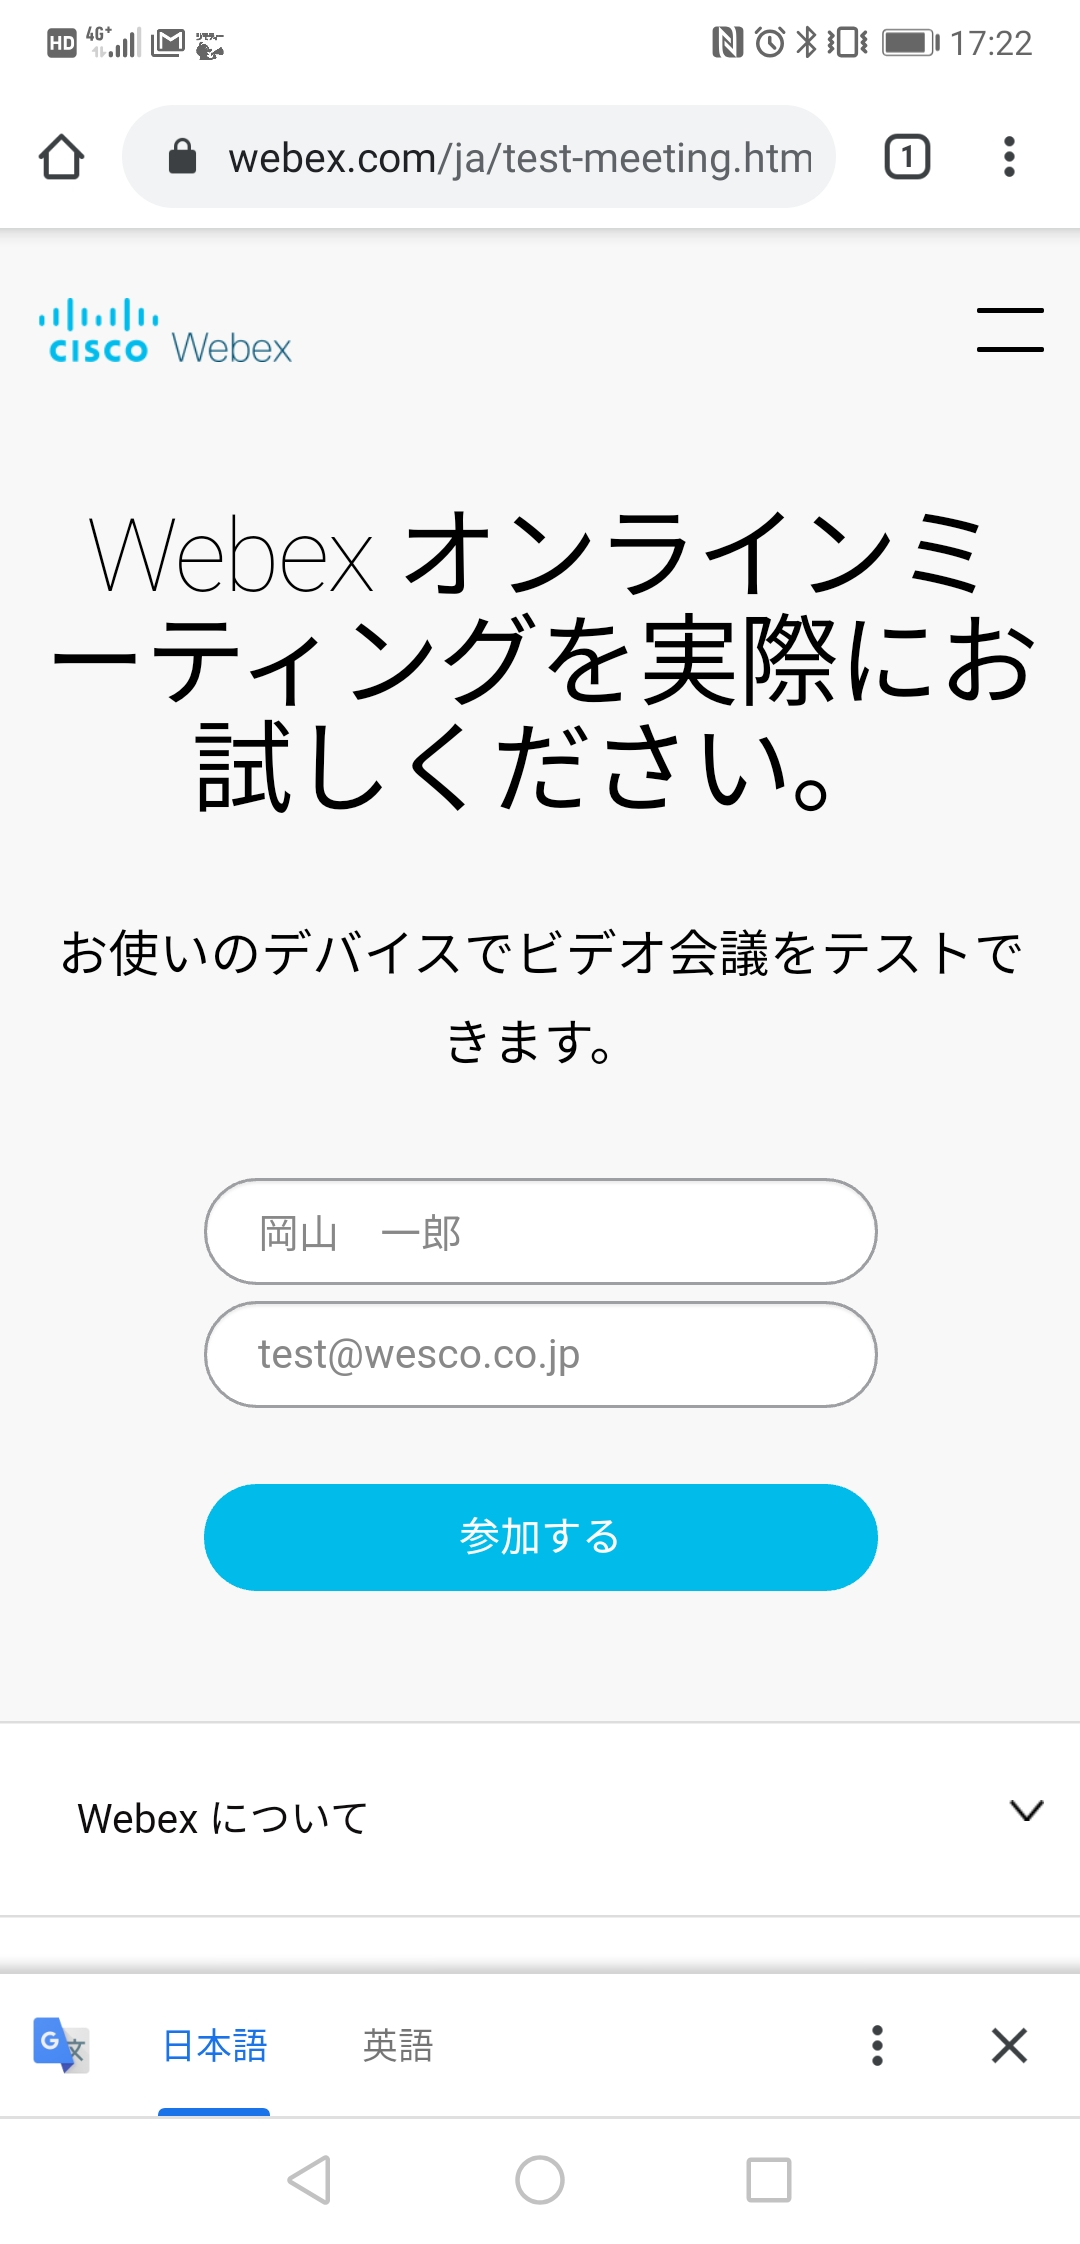 HD 4G+ 17:22
webex.com/ja/test-meeting.htm
1
CISCO Webex
Webex オンラインミ
ーティングを実際にお
試しください。
お使いのデバイスでビデオ会議をテストで
きます。
岡山　一郎
test@wesco.co.jp
参加する
Webex について
G 文 日本語 英語